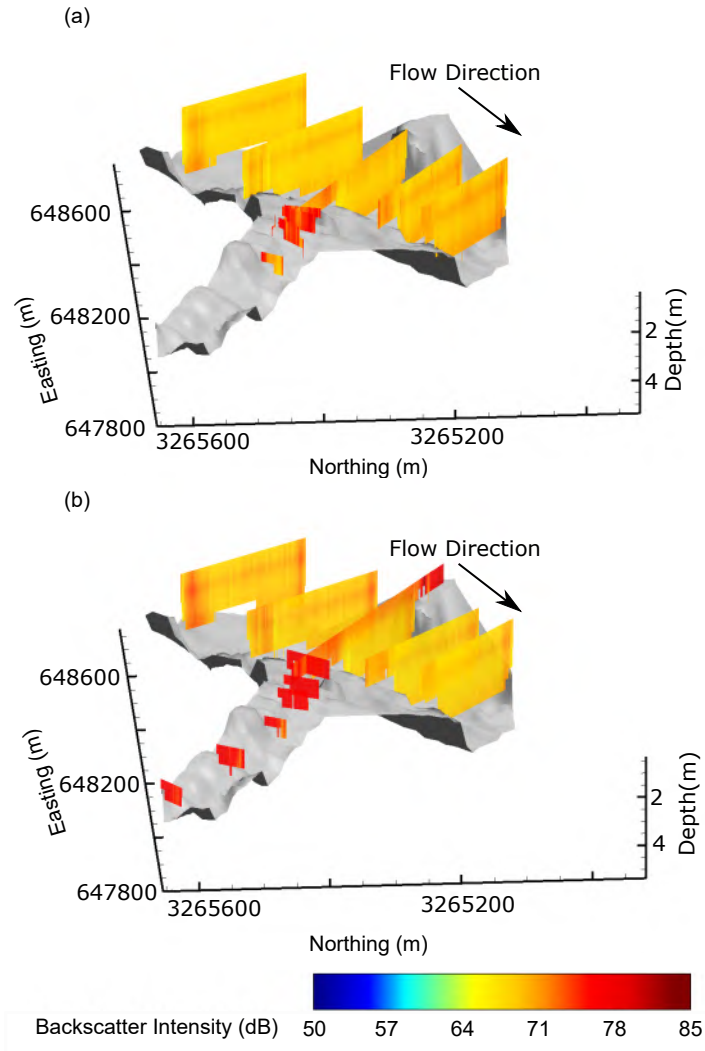 (a)
Flow Direction
648600
648200
647800
Easting (m)
2
4
Depth(m)
3265600
3265200
Northing (m)
(b)
Flow Direction
648600
648200
647800
Easting (m)
2
4
Depth(m)
3265600
3265200
Northing (m)
Backscatter Intensity (dB)
50 57 64 71 78 85